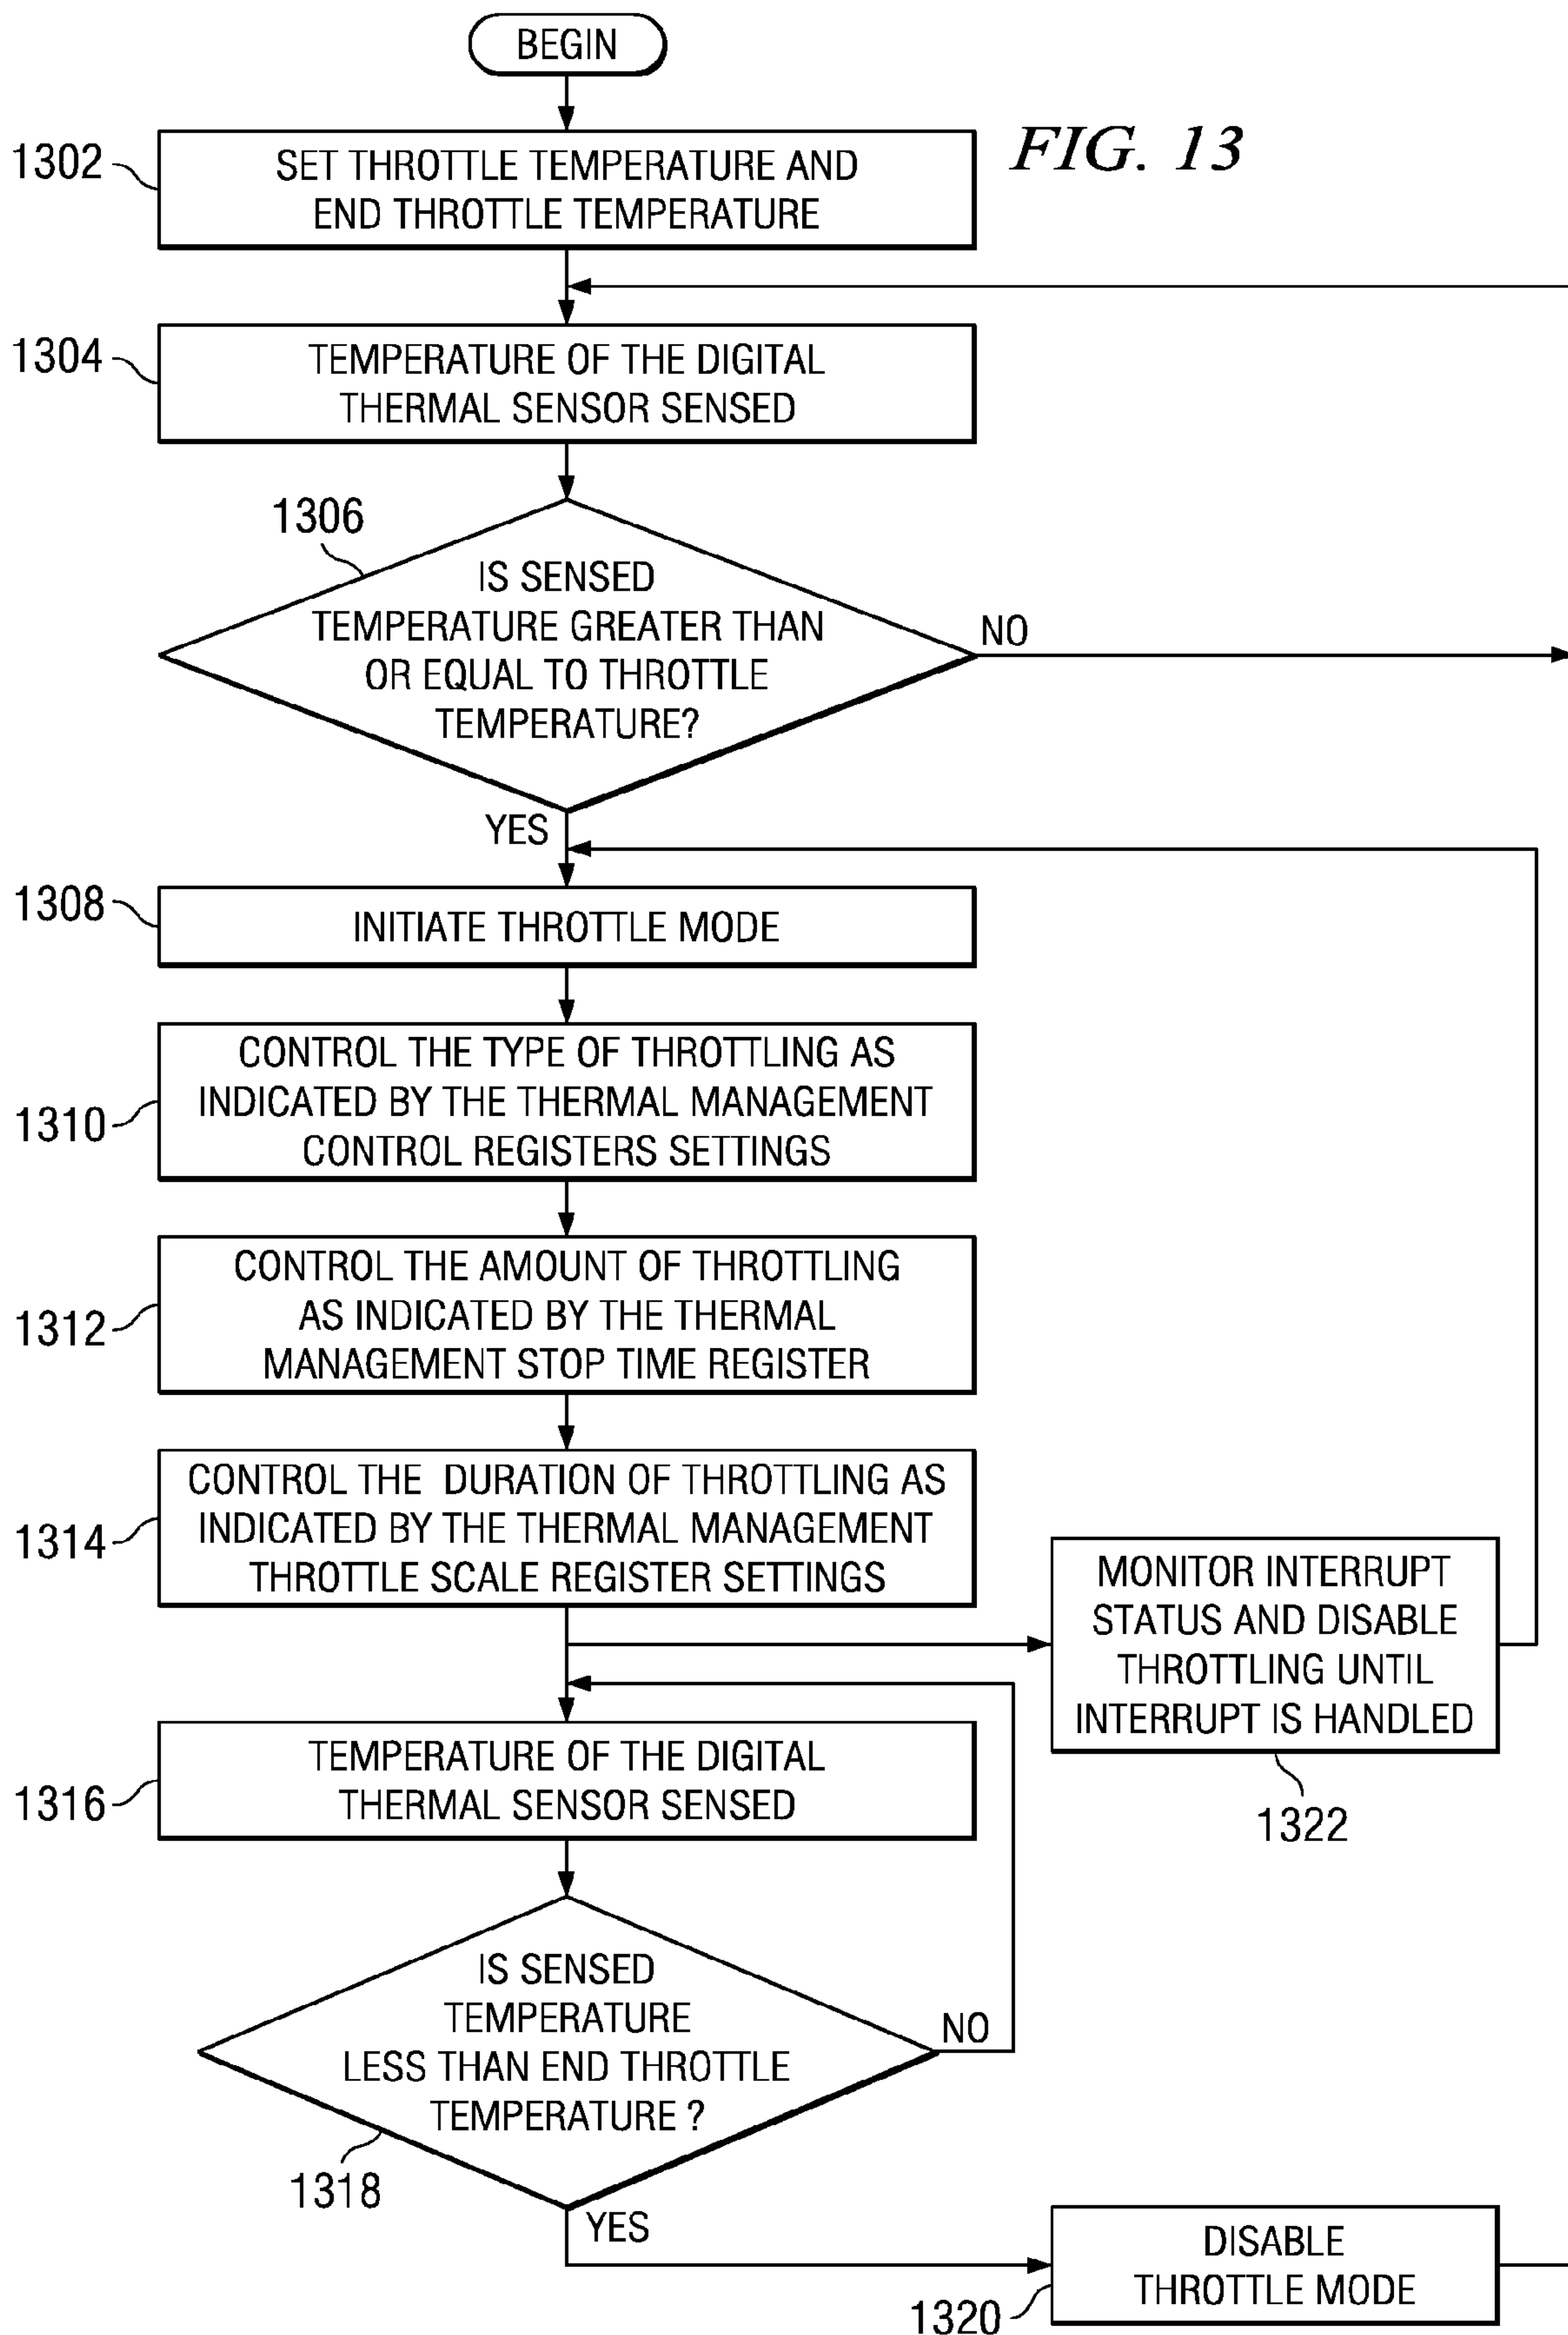 BEGIN
FIG. 13
1302
SET THROTTLE TEMPERATURE AND
END THROTTLE TEMPERATURE
1304
TEMPERATURE OF THE DIGITAL
THERMAL SENSOR SENSED
1306
IS SENSED
TEMPERATURE GREATER THAN
OR EQUAL TO THROTTLE
TEMPERATURE?
NO
YES
1308
INITIATE THROTTLE MODE
1310
CONTROL THE TYPE OF THROTTLING AS
INDICATED BY THE THERMAL MANAGEMENT
CONTROL REGISTERS SETTINGS
1312
CONTROL THE AMOUNT OF THROTTLING
AS INDICATED BY THE THERMAL
MANAGEMENT STOP TIME REGISTER
1314
CONTROL THE DURATION OF THROTTLING AS
INDICATED BY THE THERMAL MANAGEMENT
THROTTLE SCALE REGISTER SETTINGS
MONITOR INTERRUPT
STATUS AND DISABLE
THROTTLING UNTIL
INTERRUPT IS HANDLED
1322
1316
TEMPERATURE OF THE DIGITAL
THERMAL SENSOR SENSED
IS SENSED
TEMPERATURE
LESS THAN END THROTTLE
TEMPERATURE ?
NO
1318
YES
DISABLE
THROTTLE MODE
1320